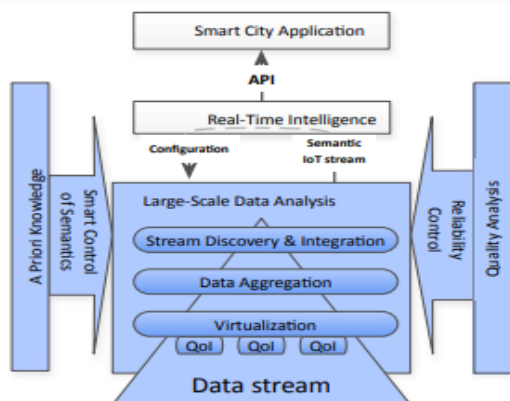 Smart City Application
API
Real-Time Intelligence
Configuration
Semantic
IoT stream
A Priori Knowledge
Smart Control
of Semantics
Large-Scale Data Analysis
Stream Discovery & Integration
Data Aggregation
Virtualization
QoI QoI QoI
Data stream
Reliability
Control
Quality Analysis